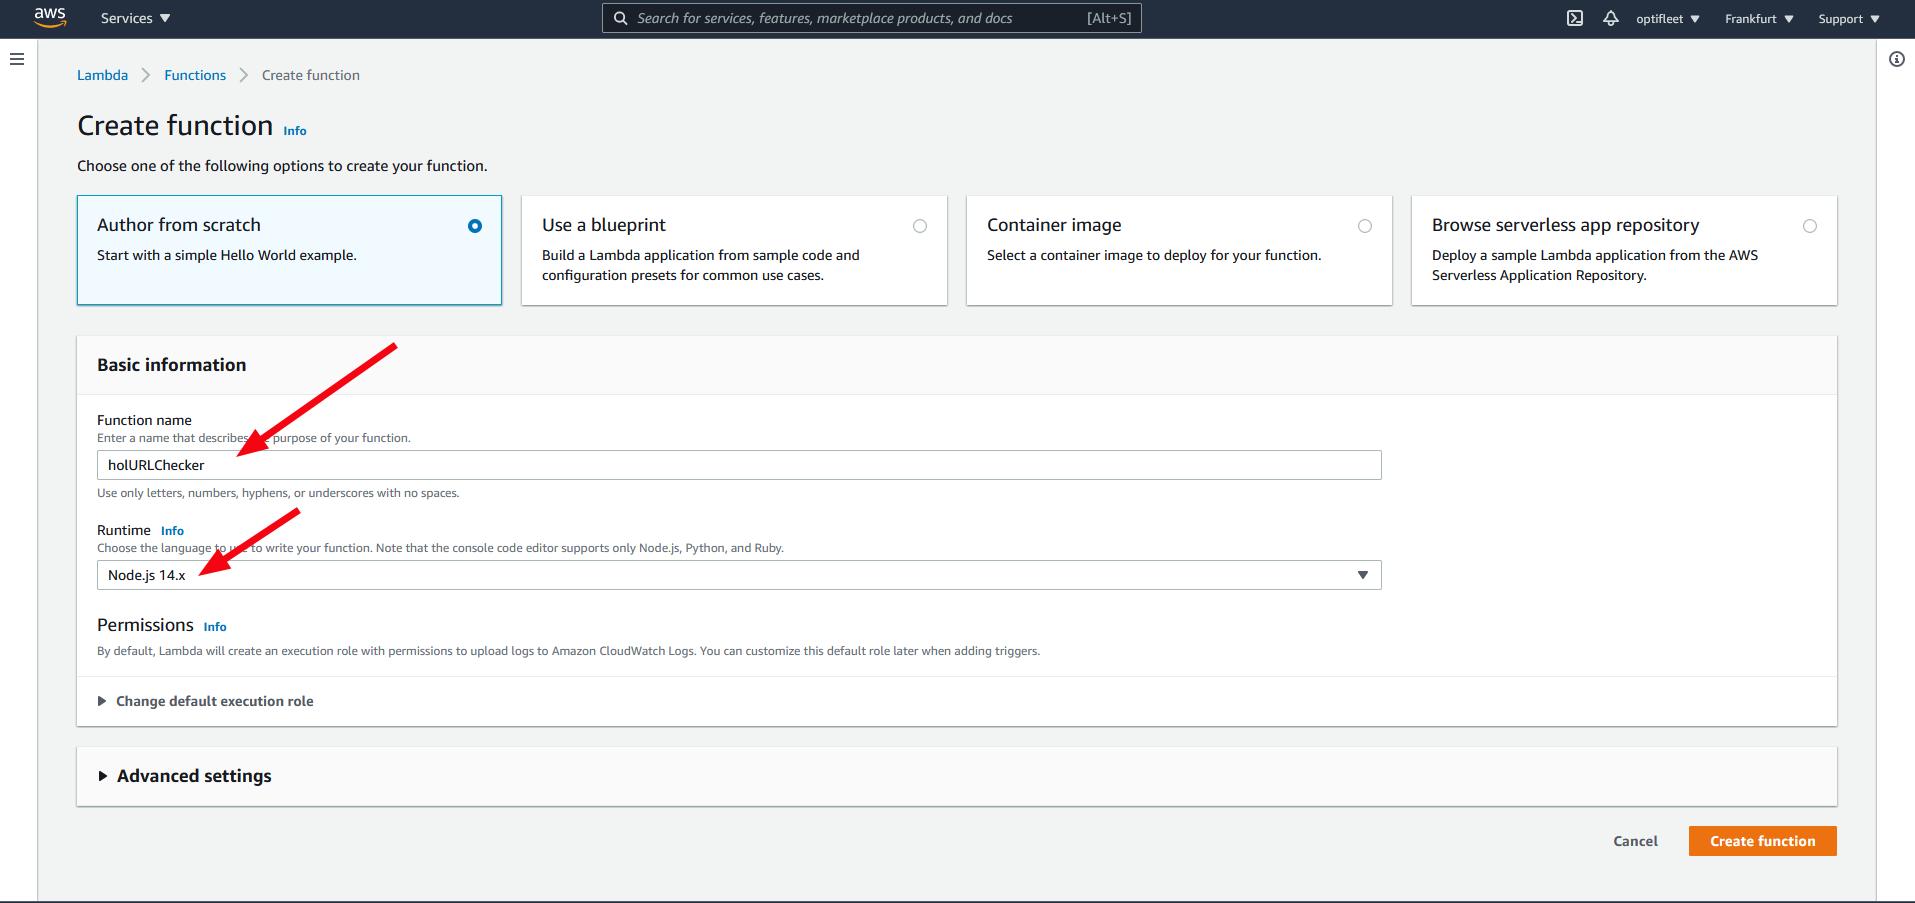 aws Services Search for services, features, marketplace products, and docs [Alt+S] optifleet Frankfurt Support
Lambda Functions Create function
Create function Info
Choose one of the following options to create your function.
Author from scratch
Start with a simple Hello World example.
Use a blueprint
Build a Lambda application from sample code and
configuration presets for common use cases.
Container image
Select a container image to deploy for your function.
Browse serverless app repository
Deploy a sample Lambda application from the AWS
Serverless Application Repository.
Basic information
Function name
Enter a name that describes purpose of your function.
holURLChecker
Use only letters, numbers, hyphens, or underscores with no spaces.
Runtime Info
Choose the language to to write your function. Note that the console code editor supports only Node.js, Python, and Ruby.
Node.js 14.x
Permissions Info
By default, Lambda will create an execution role with permissions to upload logs to Amazon CloudWatch Logs. You can customize this default role later when adding triggers.
Change default execution role
Advanced settings
Cancel Create function